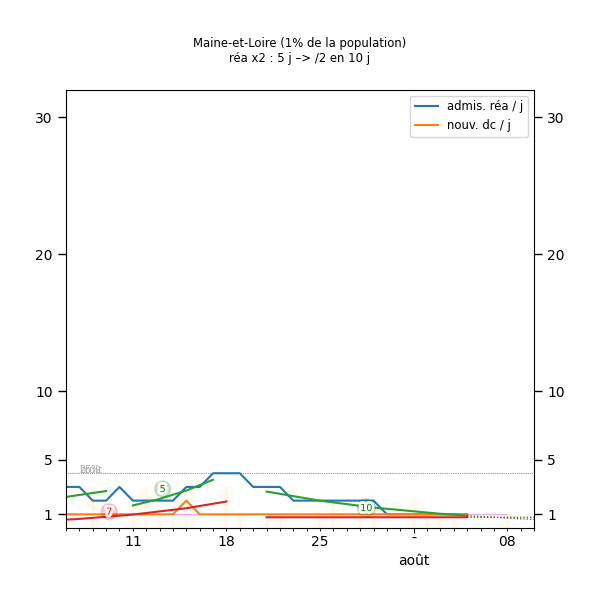 Maine-et-Loire (1% de la population)
réa x2 : 5 j –> /2 en 10 j
admis. réa / j
nouv. dc / j
30 30
20 20
10 10
5 5
1 1
5
7
10
11 18 25 - 08
août